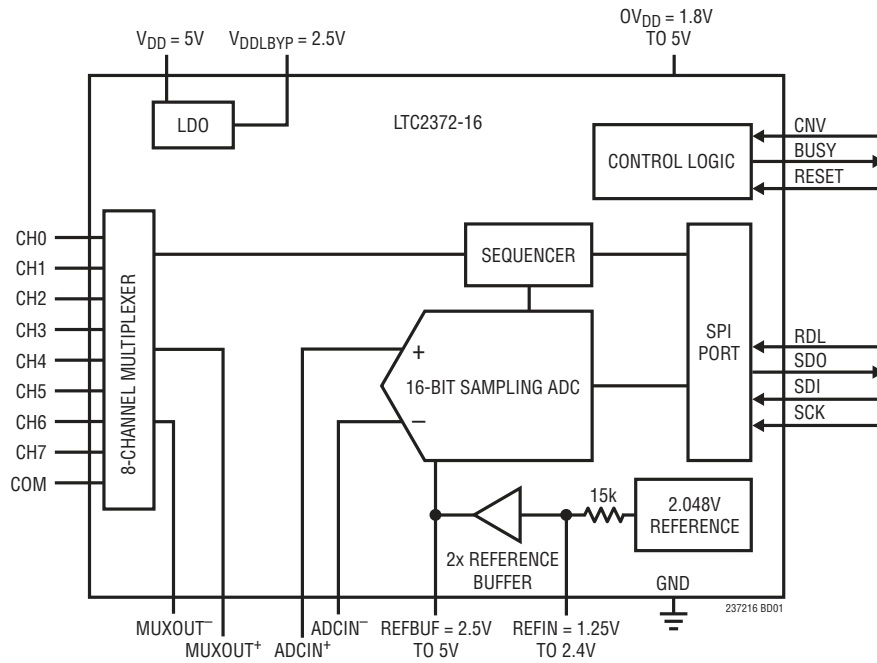 V_DD = 5V
V_DDLBYP = 2.5V
OV_DD = 1.8V
TO 5V
LDO
LTC2372-16
CONTROL LOGIC
CNV
BUSY
RESET
CH0
CH1
CH2
CH3
CH4
CH5
CH6
CH7
COM
8-CHANNEL MULTIPLEXER
SEQUENCER
SPI
PORT
RDL
SDO
SDI
SCK
+
16-BIT SAMPLING ADC
–
15k
2.048V
REFERENCE
2x REFERENCE
BUFFER
GND
237216 BD01
MUXOUT⁻
MUXOUT⁺
ADCIN⁺
ADCIN⁻
REFBUF = 2.5V
TO 5V
REFIN = 1.25V
TO 2.4V